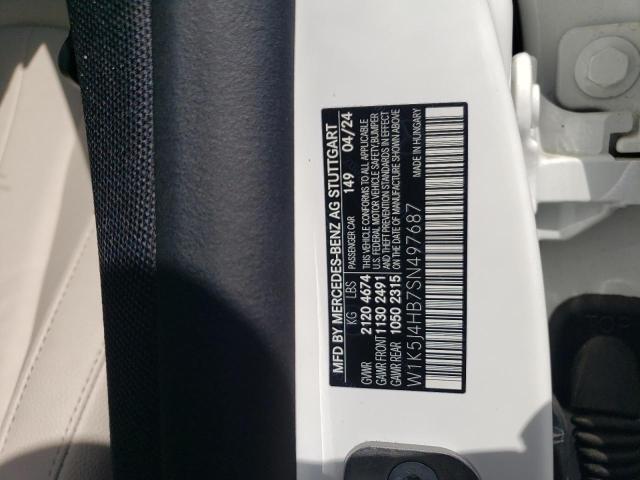 MFD BY MERCEDES-BENZ AG STUTTGART
PASSENGER CAR 149 04/24
KG LBS
GVWR 2120 4674
GAWR FRONT 1130 2491
GAWR REAR 1050 2315
THIS VEHICLE CONFORMS TO ALL APPLICABLE
U.S. FEDERAL MOTOR VEHICLE SAFETY, BUMPER
AND THEFT PREVENTION STANDARDS IN EFFECT
ON THE DATE OF MANUFACTURE SHOWN ABOVE
W1K5J4HB7SN497687 MADE IN HUNGARY
TOP